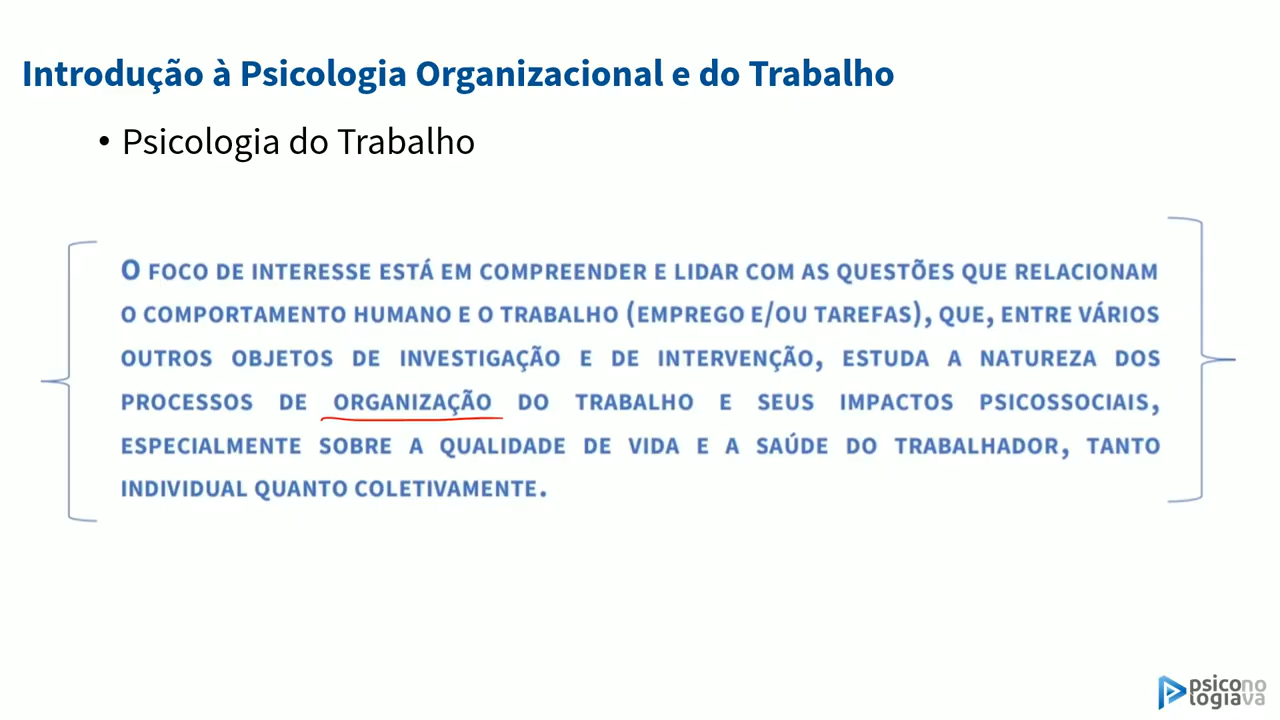 Introdução à Psicologia Organizacional e do Trabalho
• Psicologia do Trabalho
O FOCO DE INTERESSE ESTÁ EM COMPREENDER E LIDAR COM AS QUESTÕES QUE RELACIONAM
O COMPORTAMENTO HUMANO E O TRABALHO (EMPREGO E/OU TAREFAS), QUE, ENTRE VÁRIOS
OUTROS OBJETOS DE INVESTIGAÇÃO E DE INTERVENÇÃO, ESTUDA A NATUREZA DOS
PROCESSOS DE ORGANIZAÇÃO DO TRABALHO E SEUS IMPACTOS PSICOSSOCIAIS,
ESPECIALMENTE SOBRE A QUALIDADE DE VIDA E A SAÚDE DO TRABALHADOR, TANTO
INDIVIDUAL QUANTO COLETIVAMENTE.
psicono
logiava